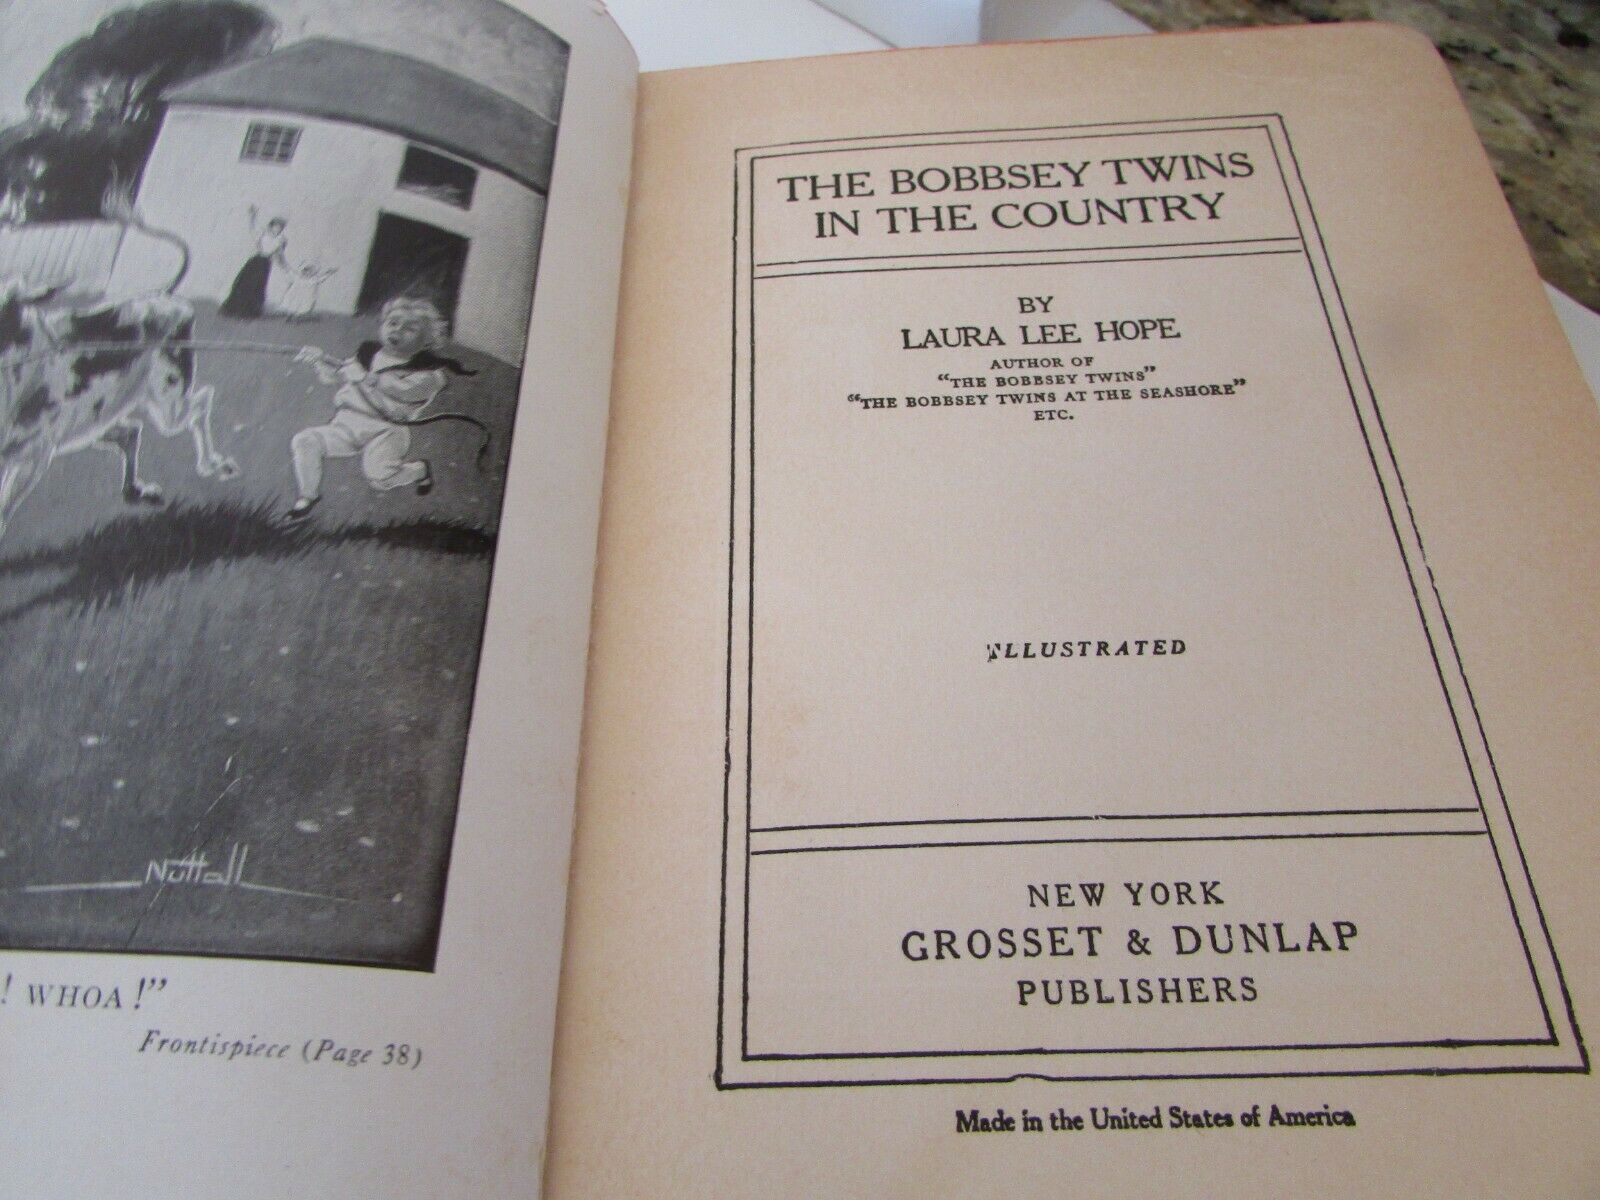 Nuttall
! WHOA!”
Frontispiece (Page 38)
THE BOBBSEY TWINS
IN THE COUNTRY
BY
LAURA LEE HOPE
AUTHOR OF
“THE BOBBSEY TWINS”
“THE BOBBSEY TWINS AT THE SEASHORE”
ETC.
ILLUSTRATED
NEW YORK
GROSSET & DUNLAP
PUBLISHERS
Made in the United States of America